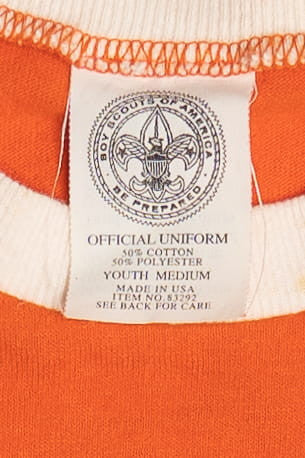 BOY SCOUTS OF AMERICA
BE PREPARED
OFFICIAL UNIFORM
50% COTTON
50% POLYESTER
YOUTH MEDIUM
MADE IN USA
ITEM NO. 83292
SEE BACK FOR CARE